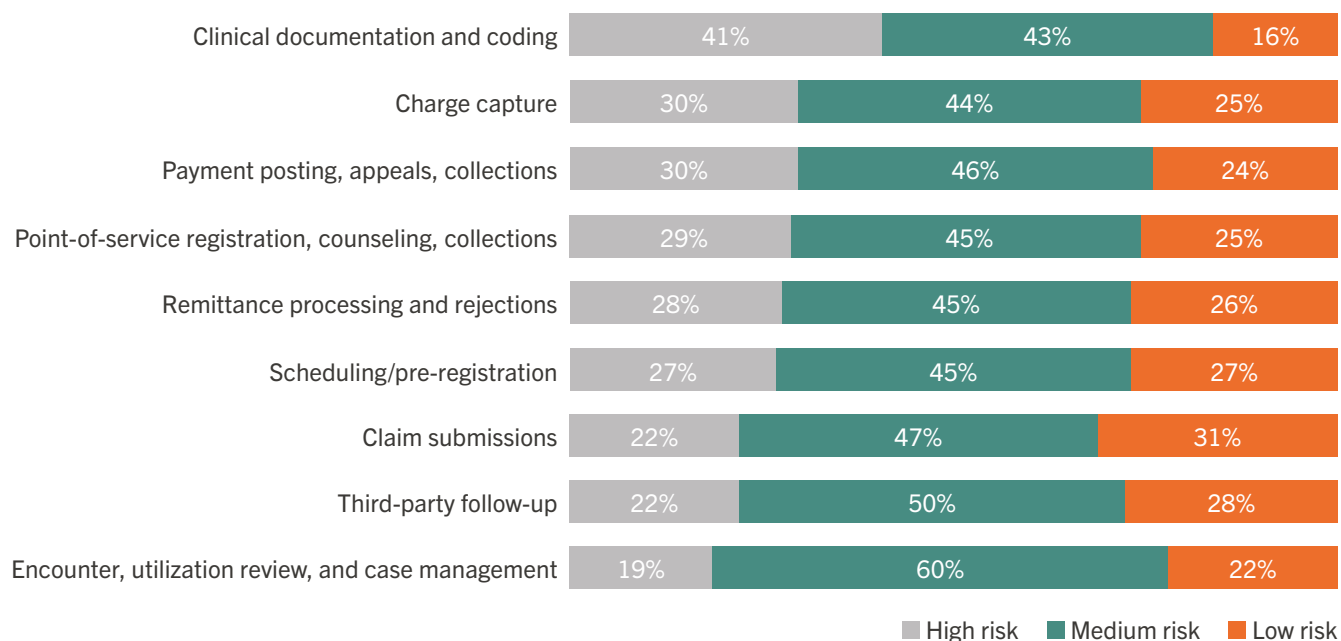 Clinical documentation and coding 41% 43% 16%
Charge capture 30% 44% 25%
Payment posting, appeals, collections 30% 46% 24%
Point-of-service registration, counseling, collections 29% 45% 25%
Remittance processing and rejections 28% 45% 26%
Scheduling/pre-registration 27% 45% 27%
Claim submissions 22% 47% 31%
Third-party follow-up 22% 50% 28%
Encounter, utilization review, and case management 19% 60% 22%
High risk Medium risk Low risk